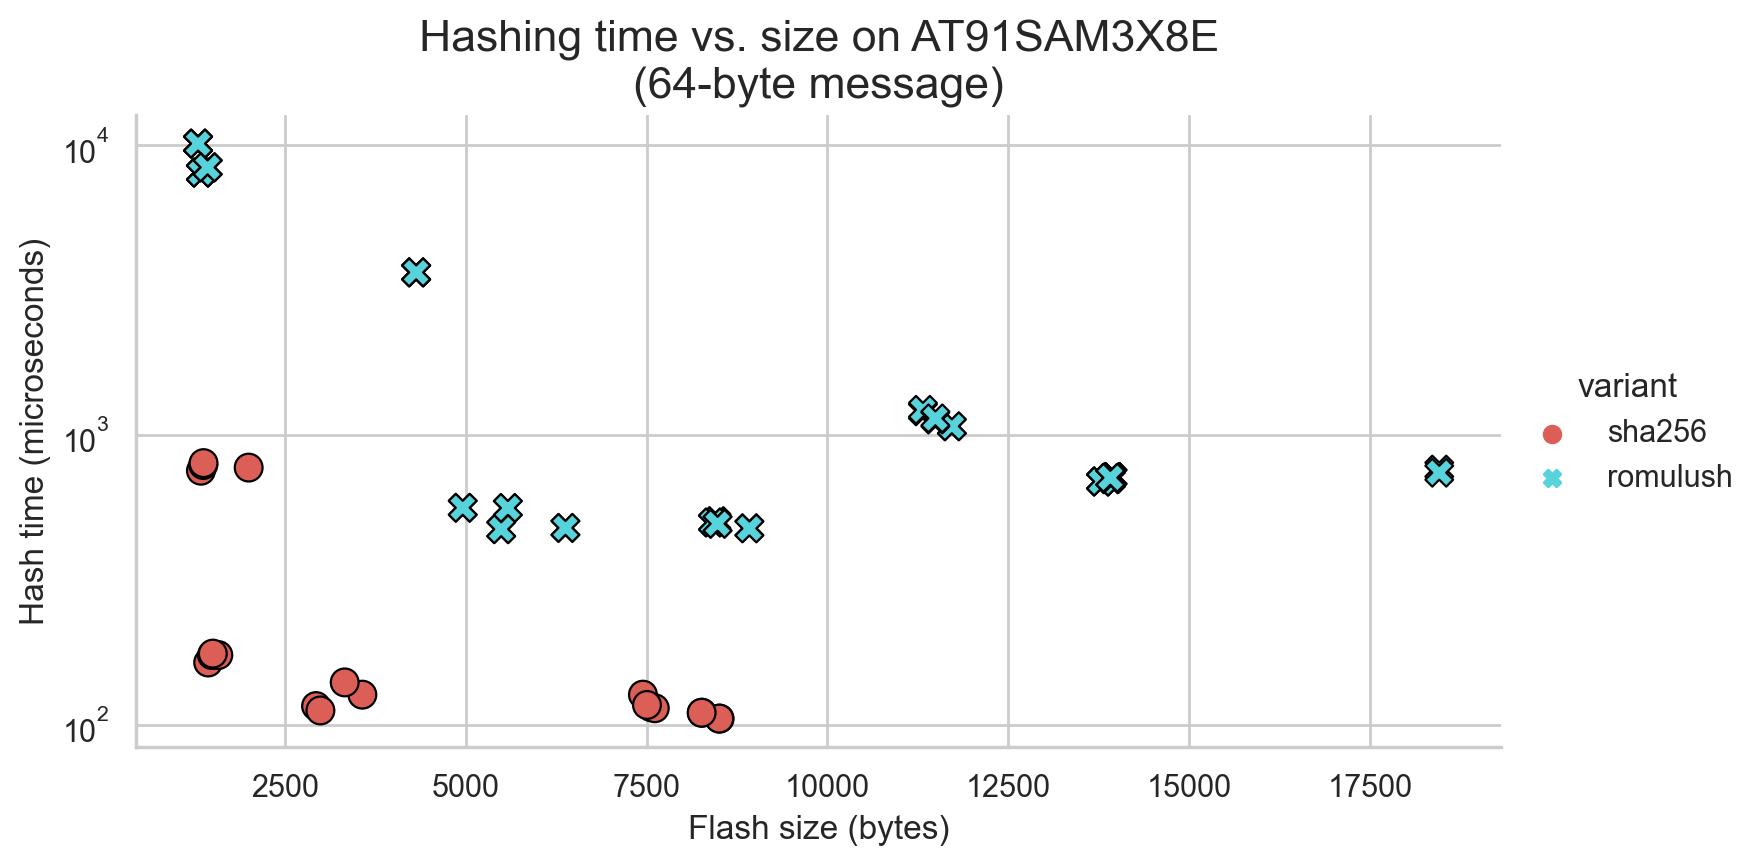 Hashing time vs. size on AT91SAM3X8E
(64-byte message)
Hash time (microseconds)
10^4
10^3
10^2
2500 5000 7500 10000 12500 15000 17500
Flash size (bytes)
variant
sha256
romulush